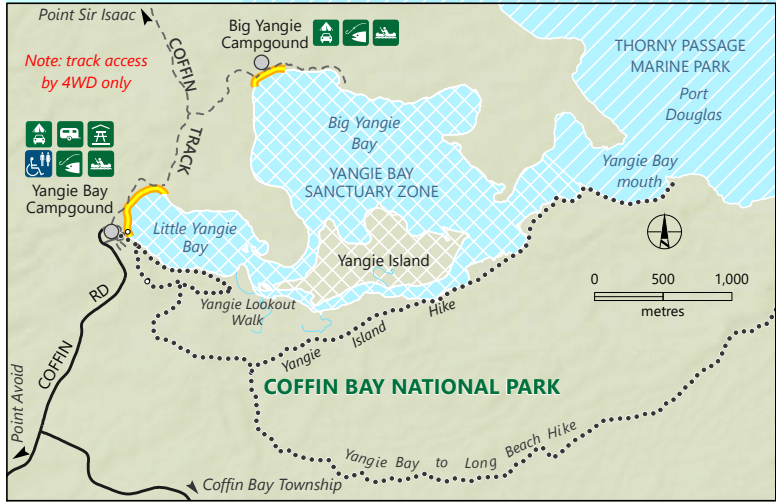 Point Sir Isaac
Big Yangie
Campgound
Note: track access
by 4WD only
COFFIN
TRACK
THORNY PASSAGE
MARINE PARK
Port
Douglas
Big Yangie
Bay
YANGIE BAY
SANCTUARY ZONE
Yangie Bay
mouth
Yangie Bay
Campgound
Little Yangie
Bay
Yangie Island
Yangie Lookout
Walk
0 500 1,000
metres
Yangie Island Hike
COFFIN RD
COFFIN BAY NATIONAL PARK
Point Avoid
Yangie Bay to Long Beach Hike
Coffin Bay Township